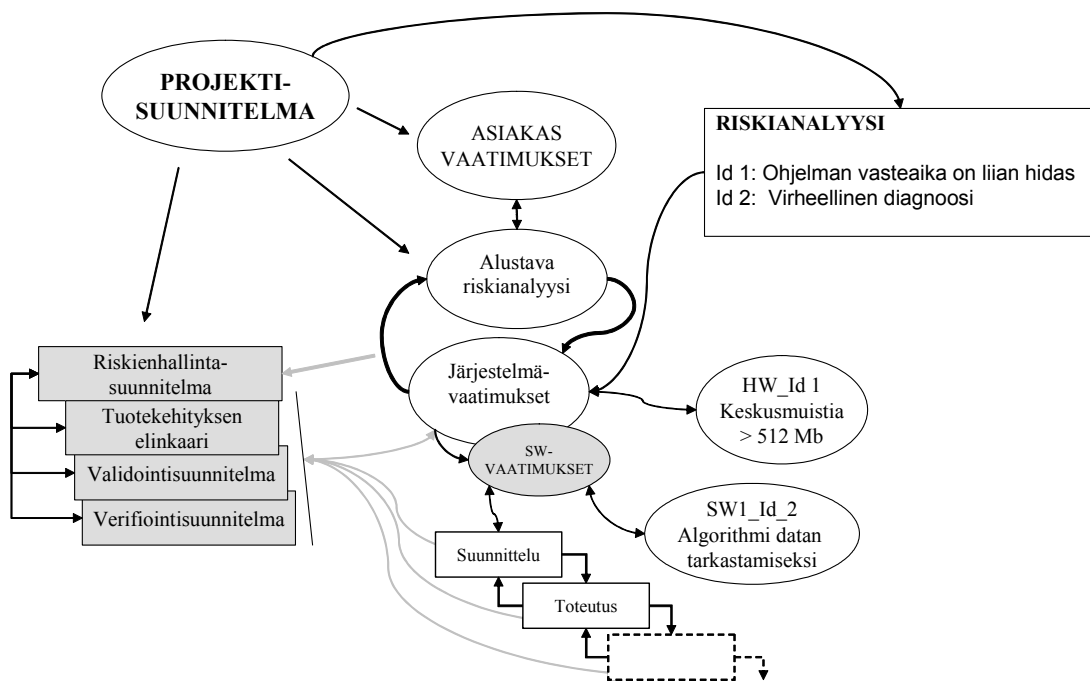 PROJEKTI-
SUUNNITELMA
ASIAKAS
VAATIMUKSET
RISKIANALYYSI
Id 1: Ohjelman vasteaika on liian hidas
Id 2: Virheellinen diagnoosi
Alustava
riskianalyysi
Riskienhallinta-
suunnitelma
Tuotekehityksen
elinkaari
Validointisuunnitelma
Verifiointisuunnitelma
Järjestelmä-
vaatimukset
HW_Id 1
Keskusmuistia
> 512 Mb
SW-
VAATIMUKSET
SW1_Id_2
Algorithmi datan
tarkastamiseksi
Suunnittelu
Toteutus